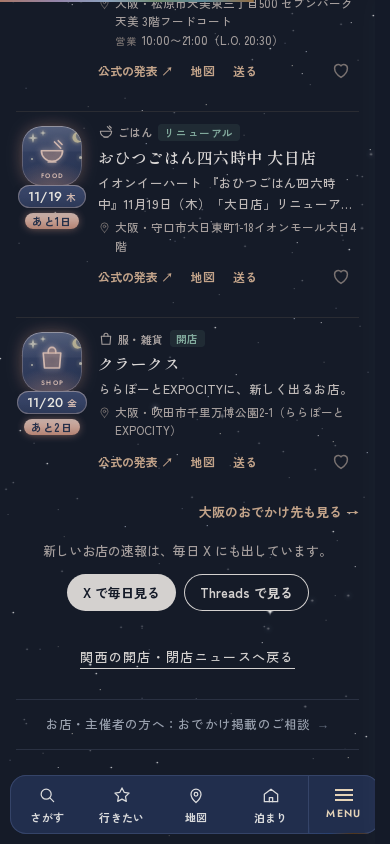 大阪・松原市天美東三丁目500 セブンパーク
天美 3階フードコート
営業 10:00〜21:00（L.O. 20:30）
公式の発表 ↗ 地図 送る
ごはん リニューアル
おひつごはん四六時中 大日店
FOOD
イオンイーハート 『おひつごはん四六時
11/19 木
中』11月19日（木）「大日店」リニューア…
あと1日
大阪・守口市大日東町1-18イオンモール大日4
階
公式の発表 ↗ 地図 送る
服・雑貨 開店
クラークス
SHOP
ららぽーとEXPOCITYに、新しく出るお店。
11/20 金
大阪・吹田市千里万博公園2-1（ららぽーと
あと2日
EXPOCITY）
公式の発表 ↗ 地図 送る
大阪のおでかけ先も見る →
新しいお店の速報は、毎日 X にも出しています。
X で毎日見る Threads で見る
関西の開店・閉店ニュースへ戻る
お店・主催者の方へ：おでかけ掲載のご相談 →
さがす 行きたい 地図 泊まり MENU